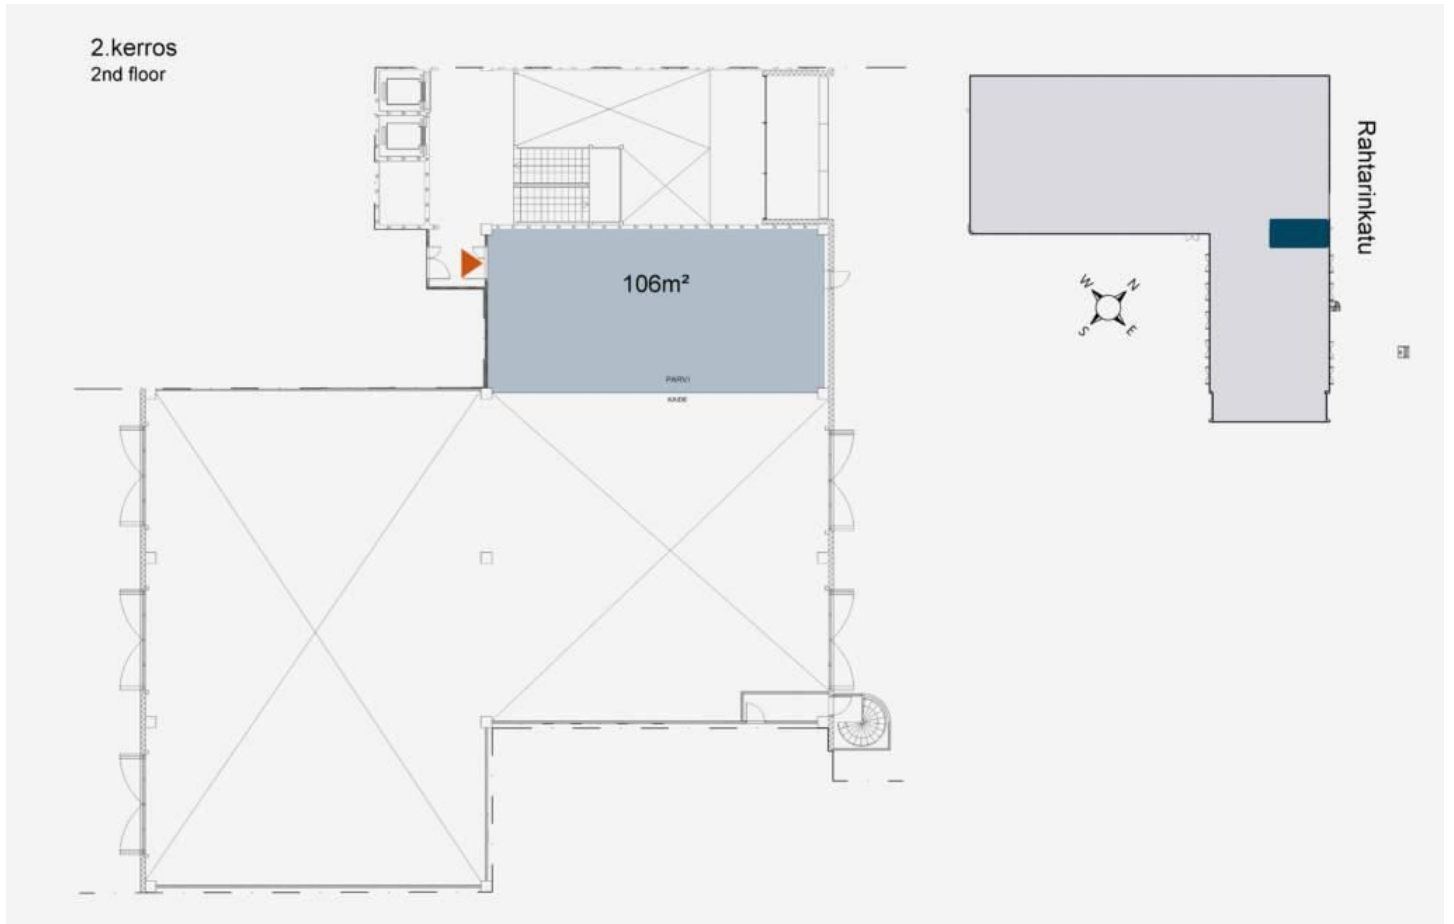 2.kerros
2nd floor
106m²
PARVI
KAIDE
Rahtarinkatu
W
N
S
E